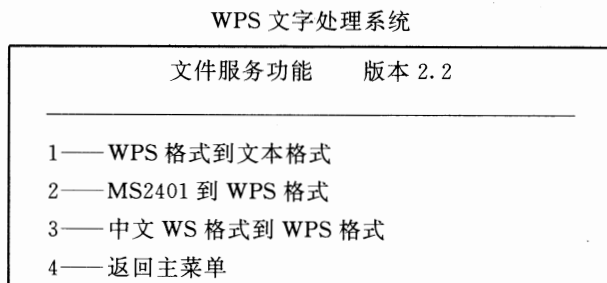 WPS 文字处理系统
文件服务功能 版本 2.2
1——WPS 格式到文本格式
2——MS2401 到 WPS 格式
3——中文 WS 格式到 WPS 格式
4——返回主菜单